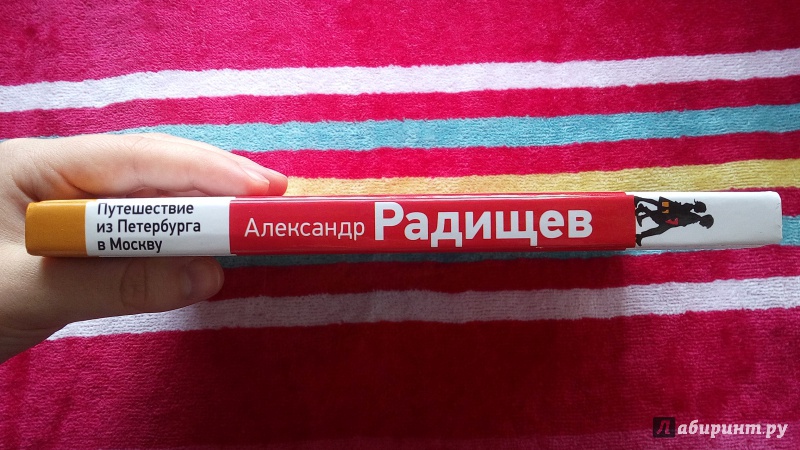 Путешествие
из Петербурга
в Москву
Александр Радищев
Лабиринт.ру